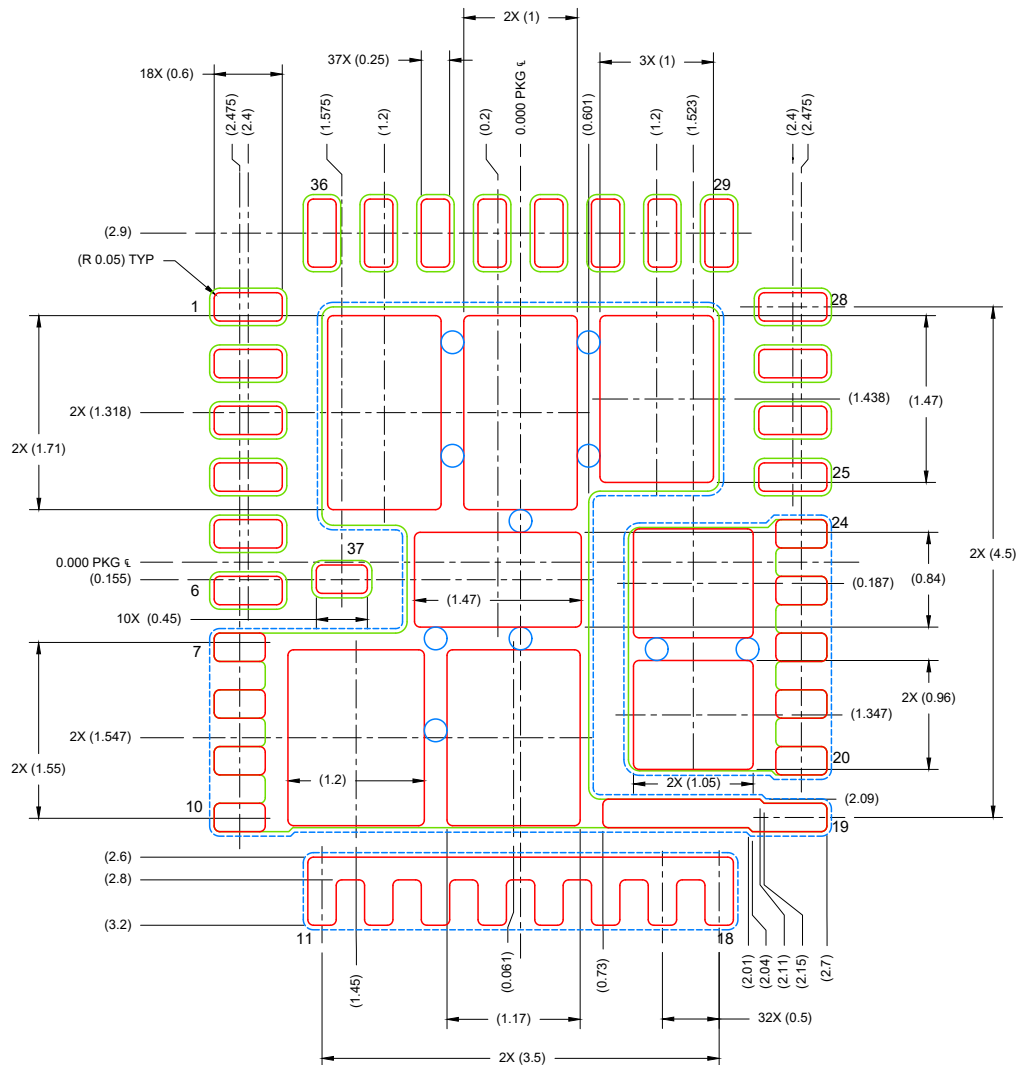 2X (1)
37X (0.25)
3X (1)
18X (0.6)
(2.475)
(2.4)
(1.575)
(1.2)
(0.2)
0.000 PKG ℄
(0.601)
(1.2)
(1.523)
(2.4)
(2.475)
36
29
(2.9)
(R 0.05) TYP
1
28
2X (1.318)
(1.438)
(1.47)
2X (1.71)
25
24
37
0.000 PKG ℄
(0.155)
2X (4.5)
(0.187)
(0.84)
6
(1.47)
10X (0.45)
7
2X (0.96)
(1.347)
2X (1.547)
2X (1.55)
(1.2)
20
2X (1.05)
10
(2.09)
19
(2.6)
(2.8)
(3.2)
11
18
(1.45)
(0.061)
(0.73)
(2.01)
(2.04)
(2.11)
(2.15)
(2.7)
(1.17)
32X (0.5)
2X (3.5)